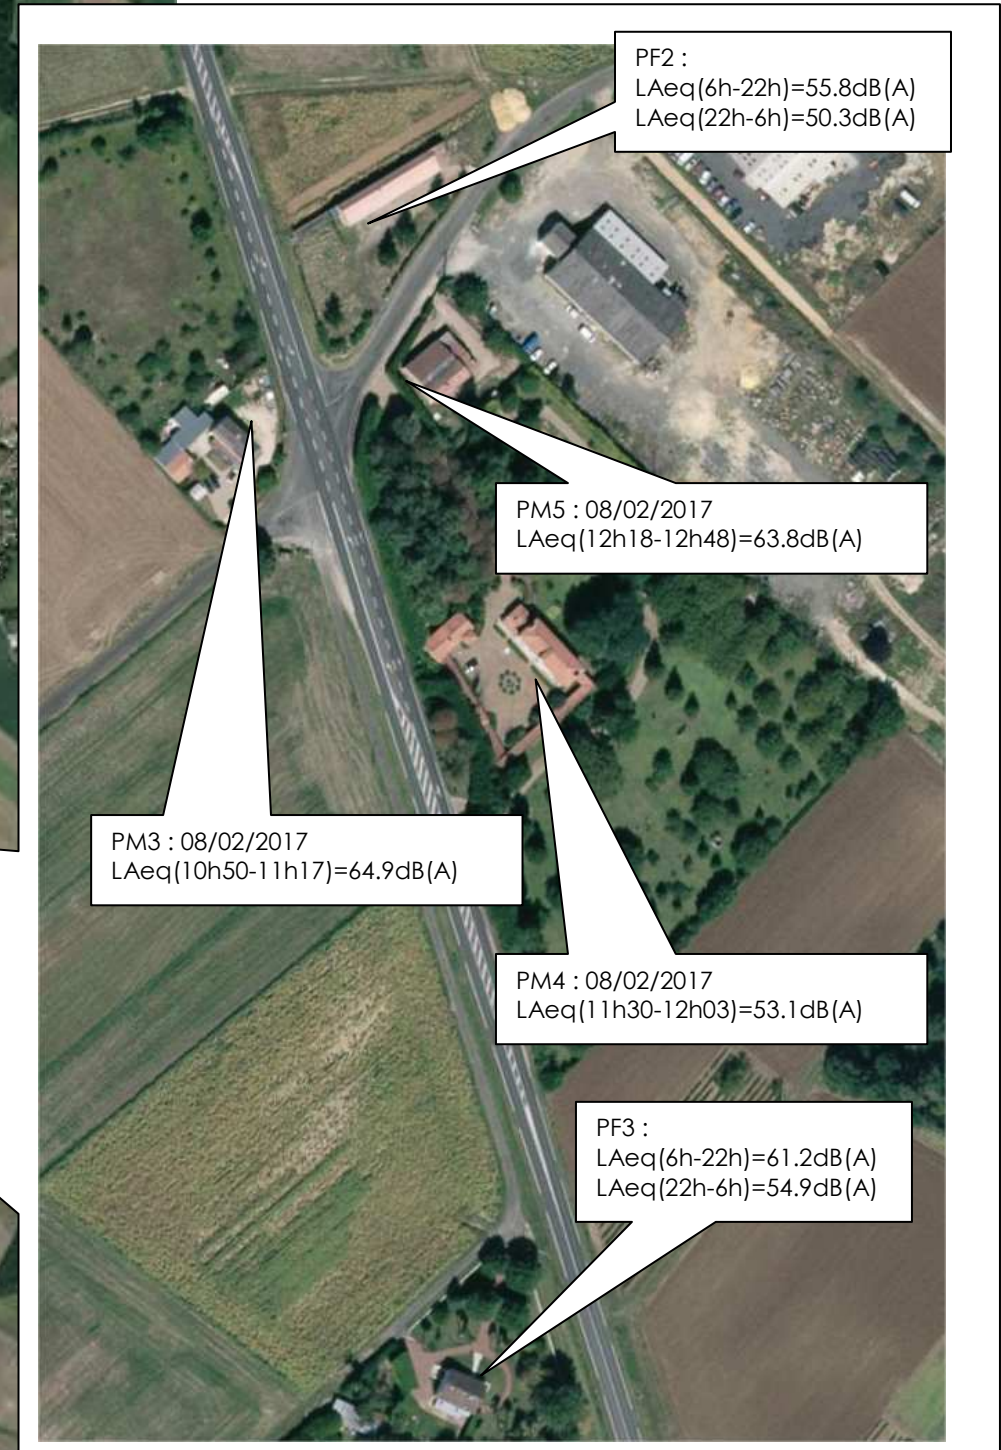 PF2 :
LAeq(6h-22h)=55.8dB(A)
LAeq(22h-6h)=50.3dB(A)
PM5 : 08/02/2017
LAeq(12h18-12h48)=63.8dB(A)
PM3 : 08/02/2017
LAeq(10h50-11h17)=64.9dB(A)
PM4 : 08/02/2017
LAeq(11h30-12h03)=53.1dB(A)
PF3 :
LAeq(6h-22h)=61.2dB(A)
LAeq(22h-6h)=54.9dB(A)